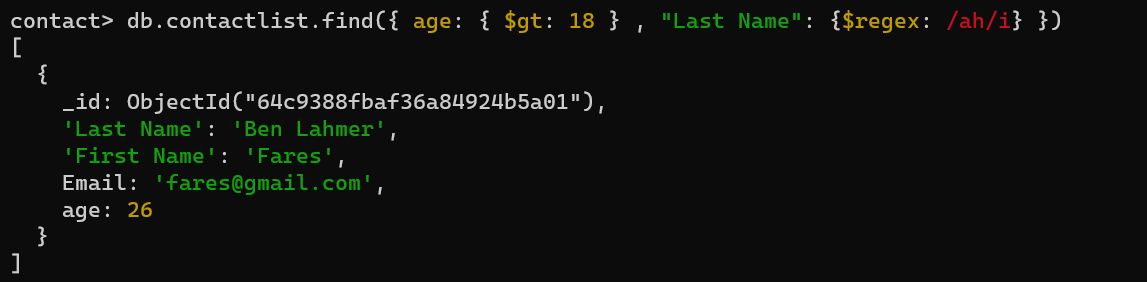 contact> db.contactlist.find({ age: { $gt: 18 } , "Last Name": {$regex: /ah/i} })
[
  {
    _id: ObjectId("64c9388fbaf36a84924b5a01"),
    'Last Name': 'Ben Lahmer',
    'First Name': 'Fares',
    Email: 'fares@gmail.com',
    age: 26
  }
]